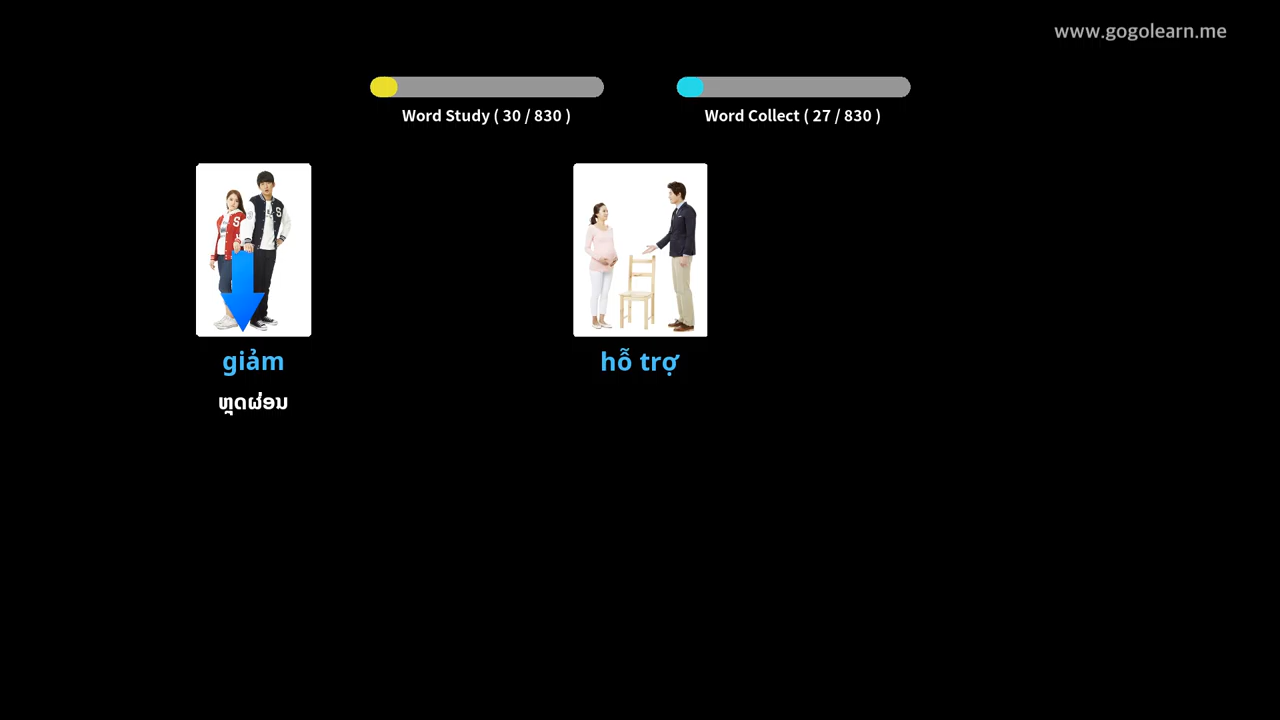 www.gogolearn.me
Word Study ( 30 / 830 )
Word Collect ( 27 / 830 )
giảm
hỗ trợ
ຫຼຸດຜ່ອນ